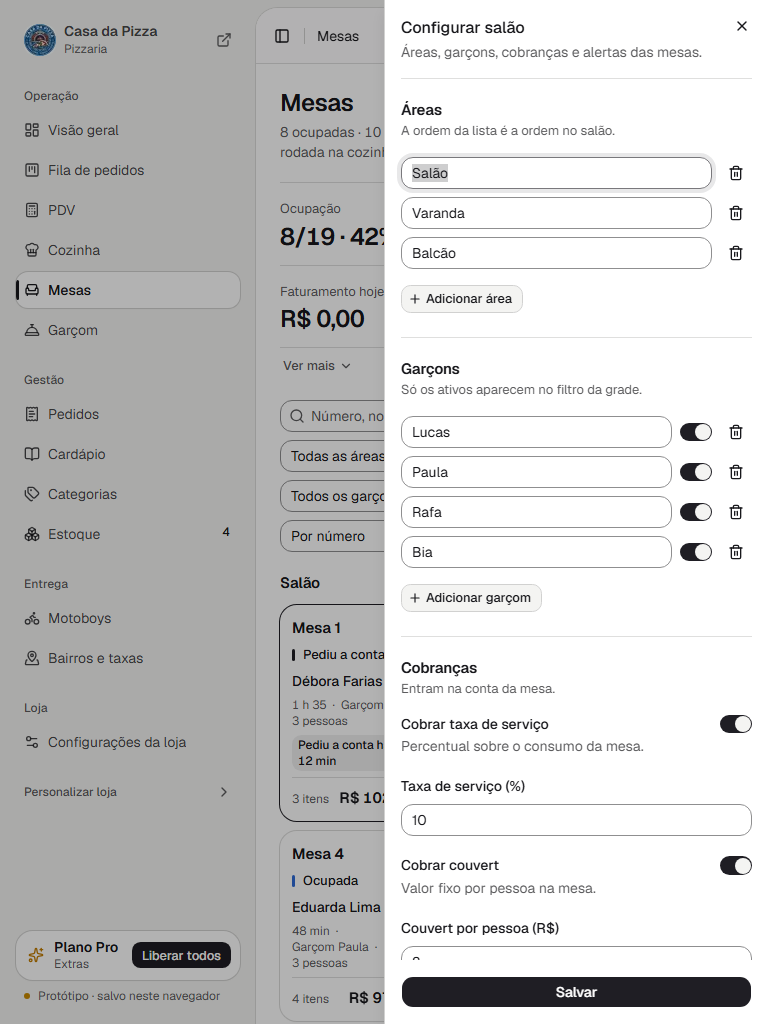 Casa da Pizza
Pizzaria
Operação
Visão geral
Fila de pedidos
PDV
Cozinha
Mesas
Garçom
Gestão
Pedidos
Cardápio
Categorias
Estoque
4
Entrega
Motoboys
Bairros e taxas
Loja
Configurações da loja
Personalizar loja
Plano Pro
Extras
Liberar todos
Protótipo · salvo neste navegador
Mesas
Mesas
8 ocupadas · 10
rodada na cozin
Ocupação
8/19 · 42%
Faturamento hoje
R$ 0,00
Ver mais
Número, no
Todas as áreas
Todos os garço
Por número
Salão
Mesa 1
Pediu a conta
Débora Farias
1 h 35 · Garçom
3 pessoas
Pediu a conta h
12 min
3 itens R$ 102
Mesa 4
Ocupada
Eduarda Lima
48 min ·
Garçom Paula ·
3 pessoas
4 itens R$ 97
Configurar salão
Áreas, garçons, cobranças e alertas das mesas.
Áreas
A ordem da lista é a ordem no salão.
Salão
Varanda
Balcão
+ Adicionar área
Garçons
Só os ativos aparecem no filtro da grade.
Lucas
Paula
Rafa
Bia
+ Adicionar garçom
Cobranças
Entram na conta da mesa.
Cobrar taxa de serviço
Percentual sobre o consumo da mesa.
Taxa de serviço (%)
10
Cobrar couvert
Valor fixo por pessoa na mesa.
Couvert por pessoa (R$)
Salvar